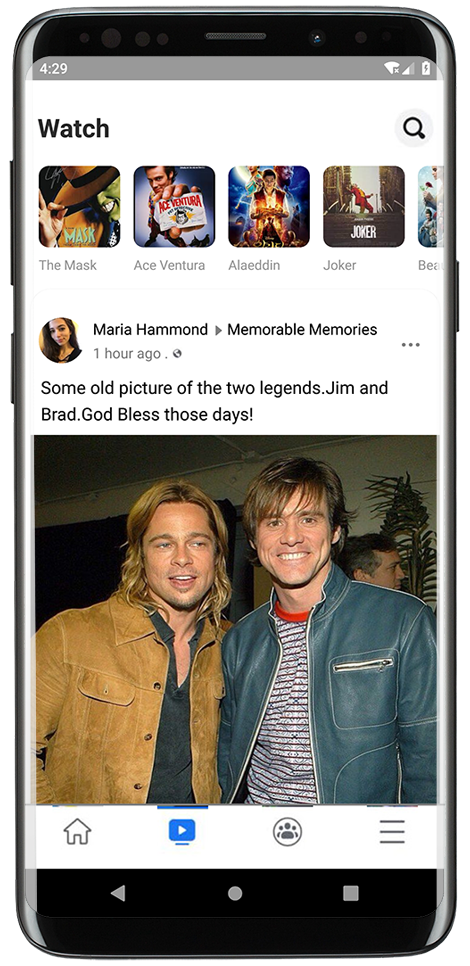 4:29
Watch
MASK
ACE VENTURA
JOKER
The Mask
Ace Ventura
Alaeddin
Joker
Bea
Maria Hammond Memorable Memories
1 hour ago .
Some old picture of the two legends.Jim and
Brad.God Bless those days!